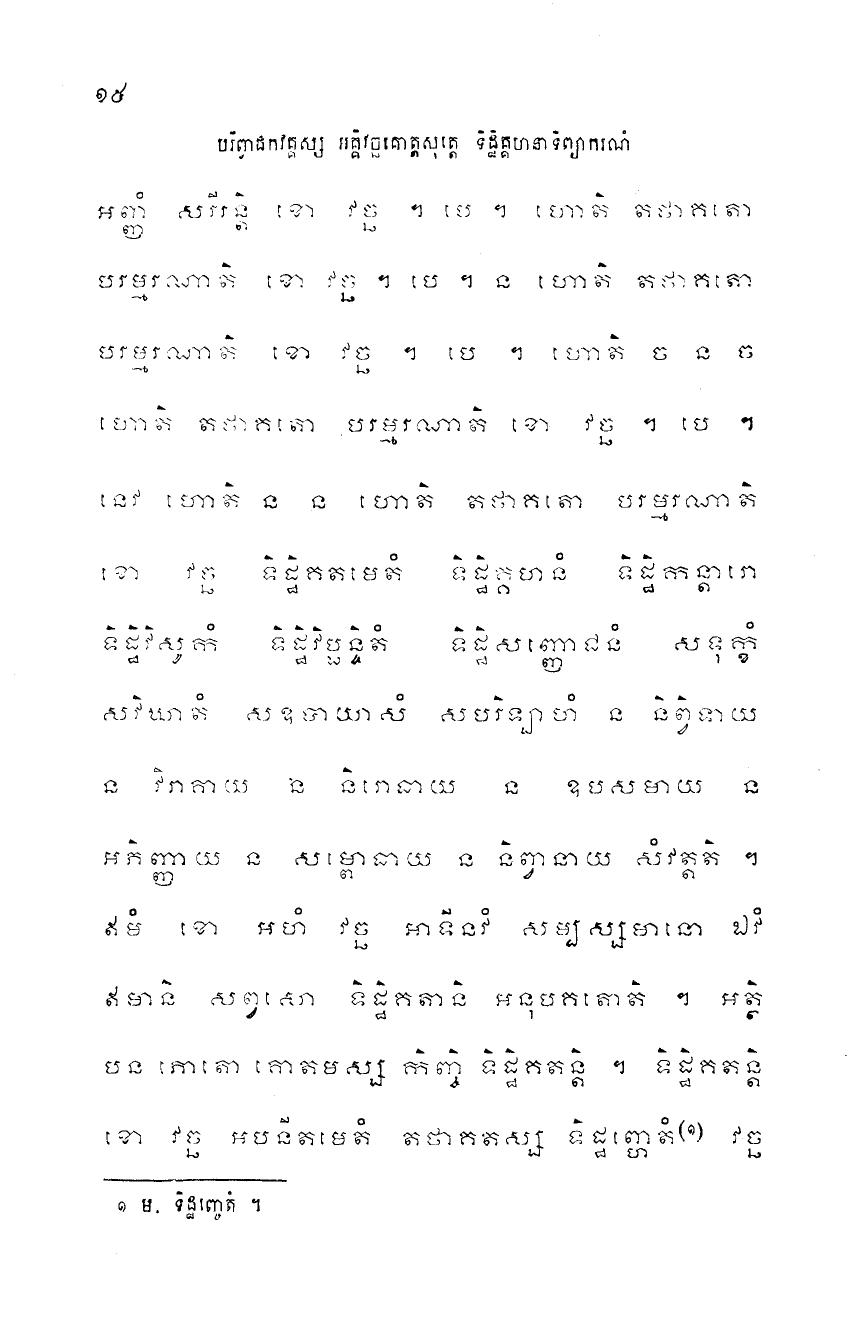 ១៥
បរិព្វាជកវគ្គស្ស អគ្គិវច្ឆគោត្តសុត្តេ ទិដ្ឋិគ្គហនាទិព្យាករណំ
អញ្ញំ សរីរន្តិ ខោ វច្ឆ ។ បេ ។ ហោតិ តថាគតោ
បរម្មរណាតិ ខោ វច្ឆ ។ បេ ។ ន ហោតិ តថាគតោ
បរម្មរណាតិ ខោ វច្ឆ ។ បេ ។ ហោតិ ច ន ច
ហោតិ តថាគតោ បរម្មរណាតិ ខោ វច្ឆ ។ បេ ។
នេវ ហោតិ ន ន ហោតិ តថាគតោ បរម្មរណាតិ
ខោ វច្ឆ ទិដ្ឋិគតមេតំ ទិដ្ឋិគ្គហនំ ទិដ្ឋិកន្តារោ
ទិដ្ឋិវិសូកំ ទិដ្ឋិវិប្ផន្ទិតំ ទិដ្ឋិសញ្ញោជនំ សទុក្ខំ
សវិឃាតំ សឧបាយាសំ សបរិឡាហំ ន និព្វិទាយ
ន វិរាគាយ ន និរោធាយ ន ឧបសមាយ ន
អភិញ្ញាយ ន សម្ពោធាយ ន និព្វានាយ សំវត្តតិ ។
ឥមំ ខោ អហំ វច្ឆ អាទីនវំ សម្បស្សមានោ ឯវំ
ឥមានិ សព្វសោ ទិដ្ឋិគតានិ អនុបគតោតិ ។ អត្ថិ
បន ភោតោ គោតមស្ស កិញ្ចិ ទិដ្ឋិគតន្តិ ។ ទិដ្ឋិគតន្តិ
ខោ វច្ឆ អបនីតមេតំ តថាគតស្ស ទិដ្ឋញ្ហេតំ(១) វច្ឆ
១ ម. ទិដ្ឋញ្ចេតំ ។